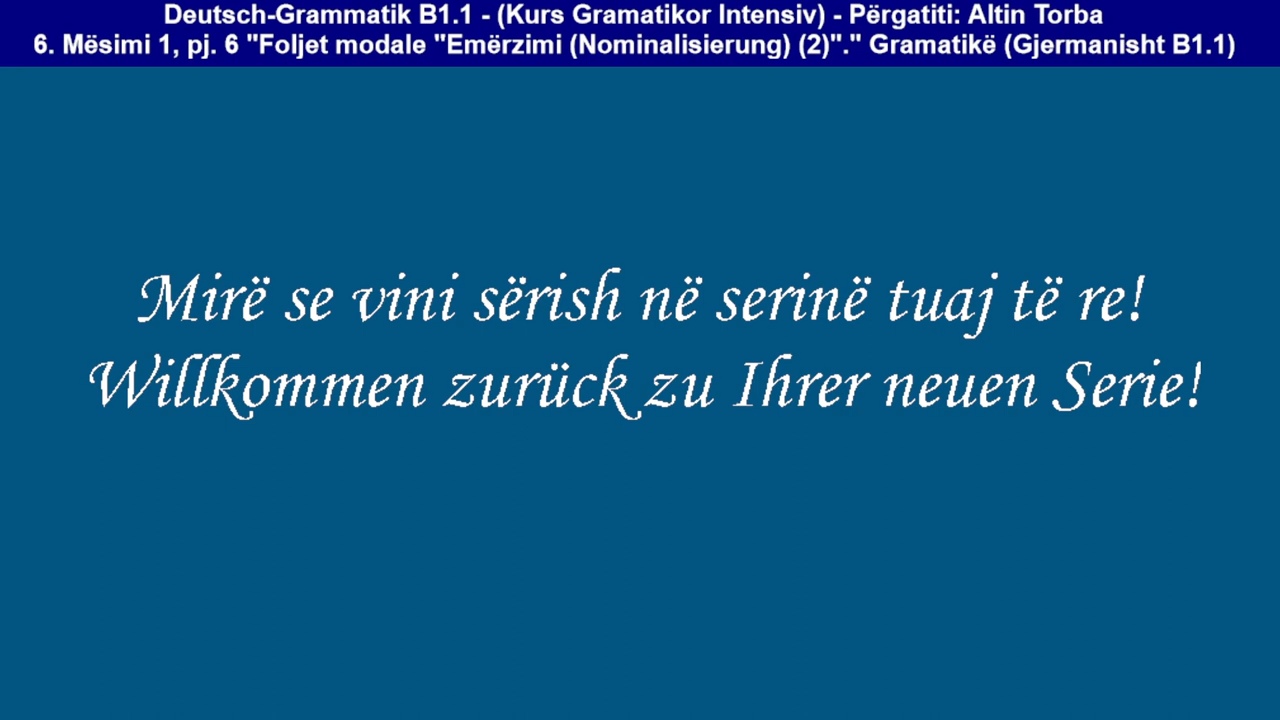 Deutsch-Grammatik B1.1 - (Kurs Gramatikor Intensiv) - Përgatiti: Altin Torba
6. Mësimi 1, pj. 6 "Foljet modale "Emërzimi (Nominalisierung) (2)"." Gramatikë (Gjermanisht B1.1)
Mirë se vini sërish në serinë tuaj të re!
Willkommen zurück zu Ihrer neuen Serie!